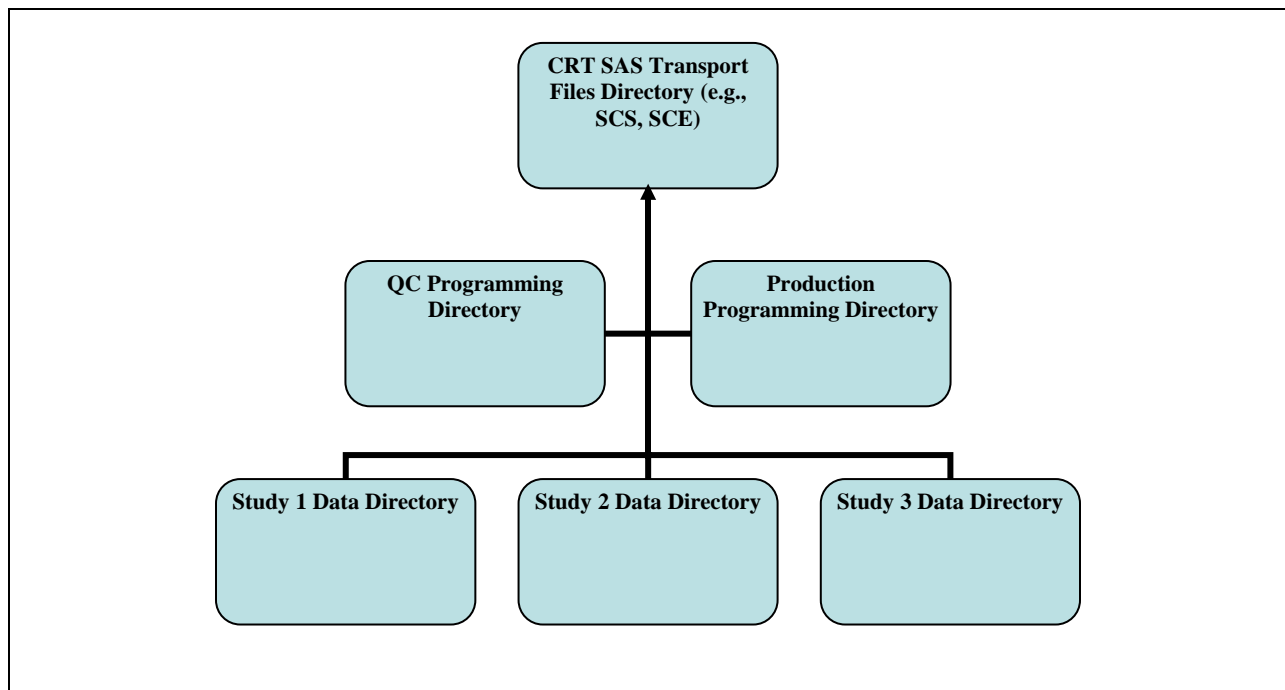 CRT SAS Transport
Files Directory (e.g.,
SCS, SCE)
QC Programming
Directory
Production
Programming Directory
Study 1 Data Directory
Study 2 Data Directory
Study 3 Data Directory